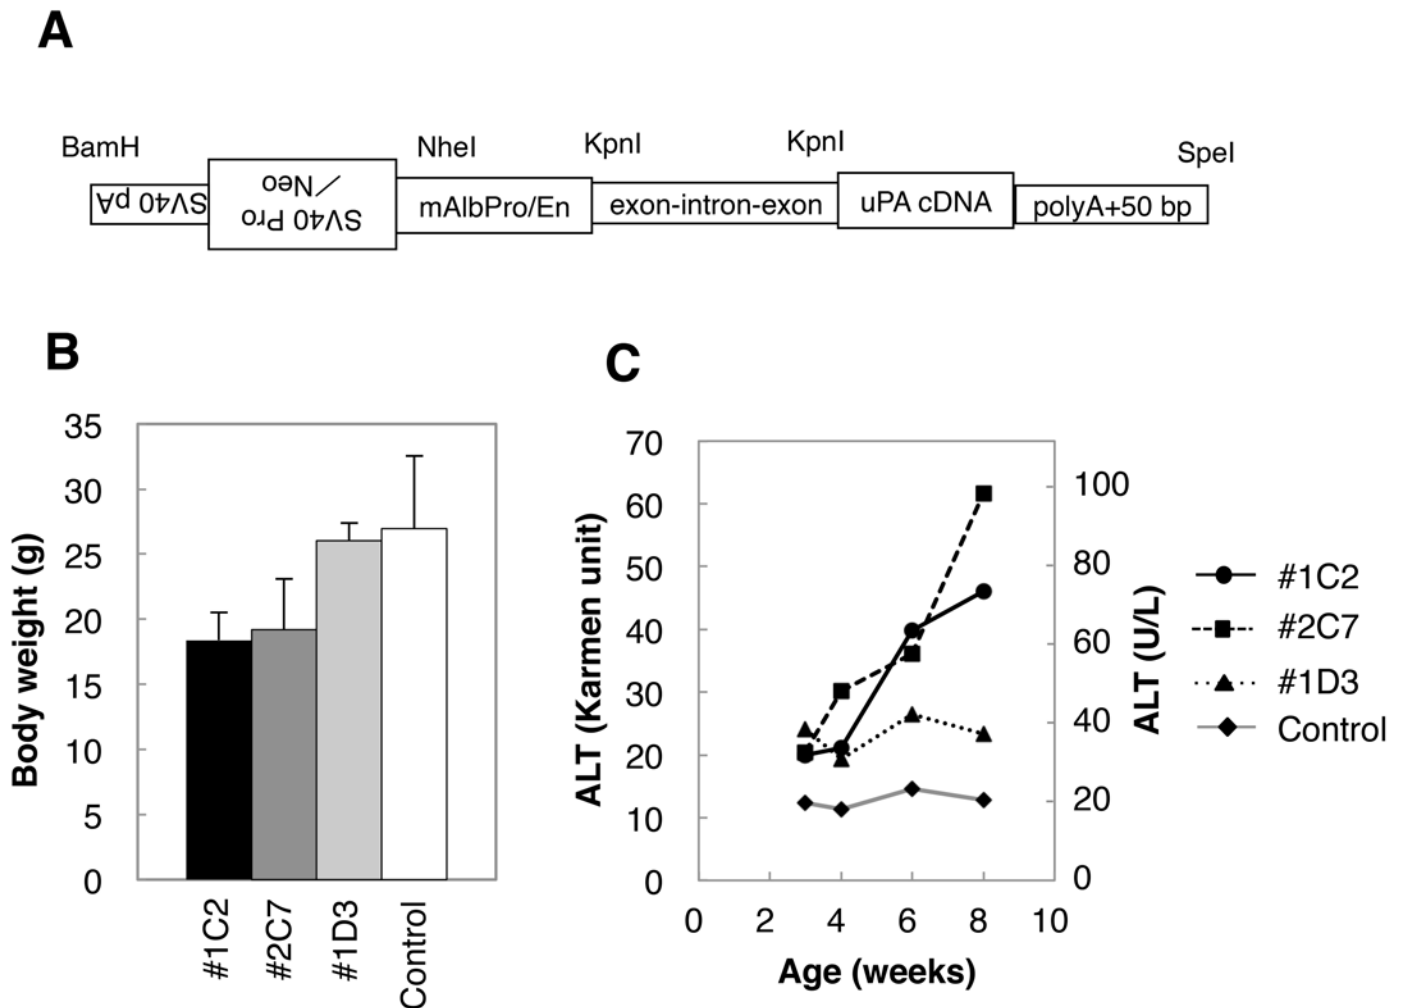 A
BamH
NheI
KpnI
KpnI
SpeI
SV40 pA
SV40 Pro
/Neo
mAlbPro/En
exon-intron-exon
uPA cDNA
polyA+50 bp
B
Body weight (g)
35
30
25
20
15
10
5
0
#1C2
#2C7
#1D3
Control
C
ALT (Karmen unit)
70
60
50
40
30
20
10
0
100
80
60
40
20
0
ALT (U/L)
0 2 4 6 8 10
Age (weeks)
#1C2
#2C7
#1D3
Control